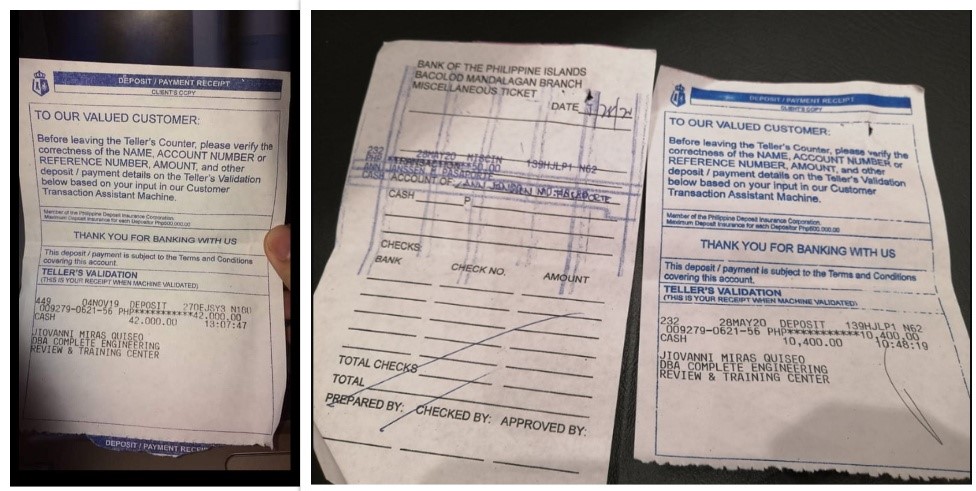 DEPOSIT / PAYMENT RECEIPT
CLIENT'S COPY
TO OUR VALUED CUSTOMER:
Before leaving the Teller's Counter, please verify the
correctness of the NAME, ACCOUNT NUMBER or
REFERENCE NUMBER, AMOUNT, and other
deposit / payment details on the Teller's Validation
below based on your input in our Customer
Transaction Assistant Machine.
Member of the Philippine Deposit Insurance Corporation.
Maximum Deposit Insurance for each Depositor Php500,000.00
THANK YOU FOR BANKING WITH US
This deposit / payment is subject to the Terms and Conditions
covering this account.
TELLER'S VALIDATION
(THIS IS YOUR RECEIPT WHEN MACHINE VALIDATED)
449 04NOV19 DEPOSIT 27DEJSY3
009279-0621-56 PHP**********42,000.00
CASH 42,000.00 13:07:47
JIOVANNI MIRAS QUISEO
DBA COMPLETE ENGINEERING
REVIEW & TRAINING CENTER
DEPOSIT / PAYMENT
BANK OF THE PHILIPPINE ISLANDS
BACOLOD MANDALAGAN BRANCH
MISCELLANEOUS TICKET
DATE
232 28MAY20 139HJLP1 N62
ACCOUNT OF
CASH P
CHECKS:
BANK CHECK NO. AMOUNT
TOTAL CHECKS
TOTAL
PREPARED BY: CHECKED BY: APPROVED BY:
DEPOSIT / PAYMENT RECEIPT
CLIENT'S COPY
TO OUR VALUED CUSTOMER:
Before leaving the Teller's Counter, please verify the
correctness of the NAME, ACCOUNT NUMBER or
REFERENCE NUMBER, AMOUNT, and other
deposit / payment details on the Teller's Validation
below based on your input in our Customer
Transaction Assistant Machine.
Member of the Philippine Deposit Insurance Corporation.
Maximum Deposit Insurance for each Depositor Php500,000.00
THANK YOU FOR BANKING WITH US
This deposit / payment is subject to the Terms and Conditions
covering this account.
TELLER'S VALIDATION
(THIS IS YOUR RECEIPT WHEN MACHINE VALIDATED)
232 28MAY20 DEPOSIT 139HJLP1 N62
009279-0621-56 PHP**********10,400.00
CASH 10,400.00 10:48:19
JIOVANNI MIRAS QUISEO
DBA COMPLETE ENGINEERING
REVIEW & TRAINING CENTER